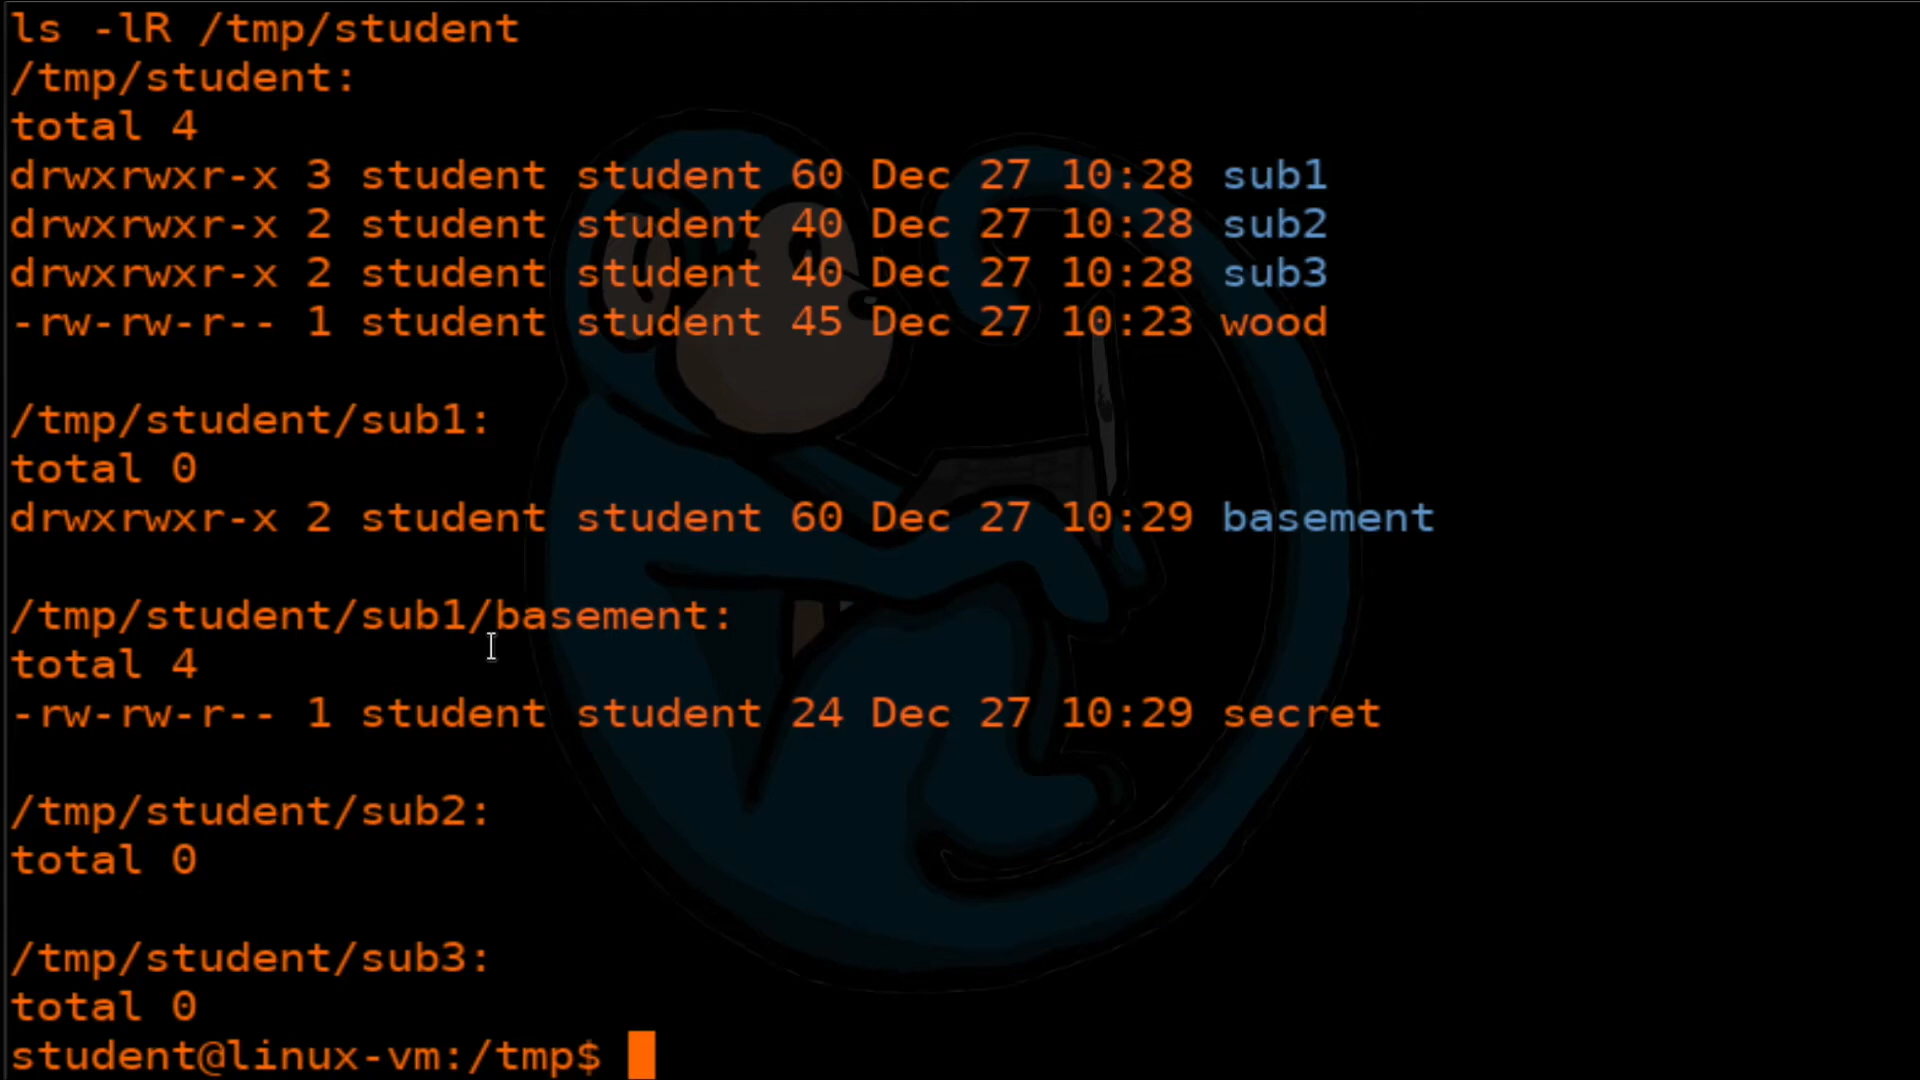 ls -lR /tmp/student
/tmp/student:
total 4
drwxrwxr-x 3 student student 60 Dec 27 10:28 sub1
drwxrwxr-x 2 student student 40 Dec 27 10:28 sub2
drwxrwxr-x 2 student student 40 Dec 27 10:28 sub3
-rw-rw-r-- 1 student student 45 Dec 27 10:23 wood

/tmp/student/sub1:
total 0
drwxrwxr-x 2 student student 60 Dec 27 10:29 basement

/tmp/student/sub1/basement:
total 4
-rw-rw-r-- 1 student student 24 Dec 27 10:29 secret

/tmp/student/sub2:
total 0

/tmp/student/sub3:
total 0
student@linux-vm:/tmp$